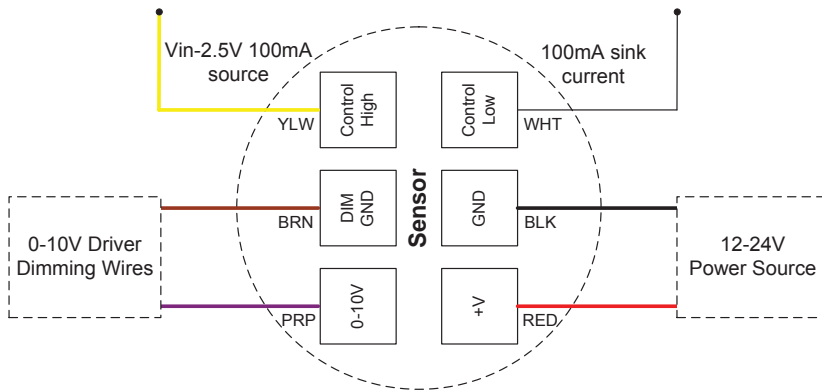 Vin-2.5V 100mA
source
100mA sink
current
YLW
Control
High
Control
Low
WHT
0-10V Driver
Dimming Wires
BRN
DIM
GND
Sensor
GND
BLK
12-24V
Power Source
PRP
0-10V
+V
RED